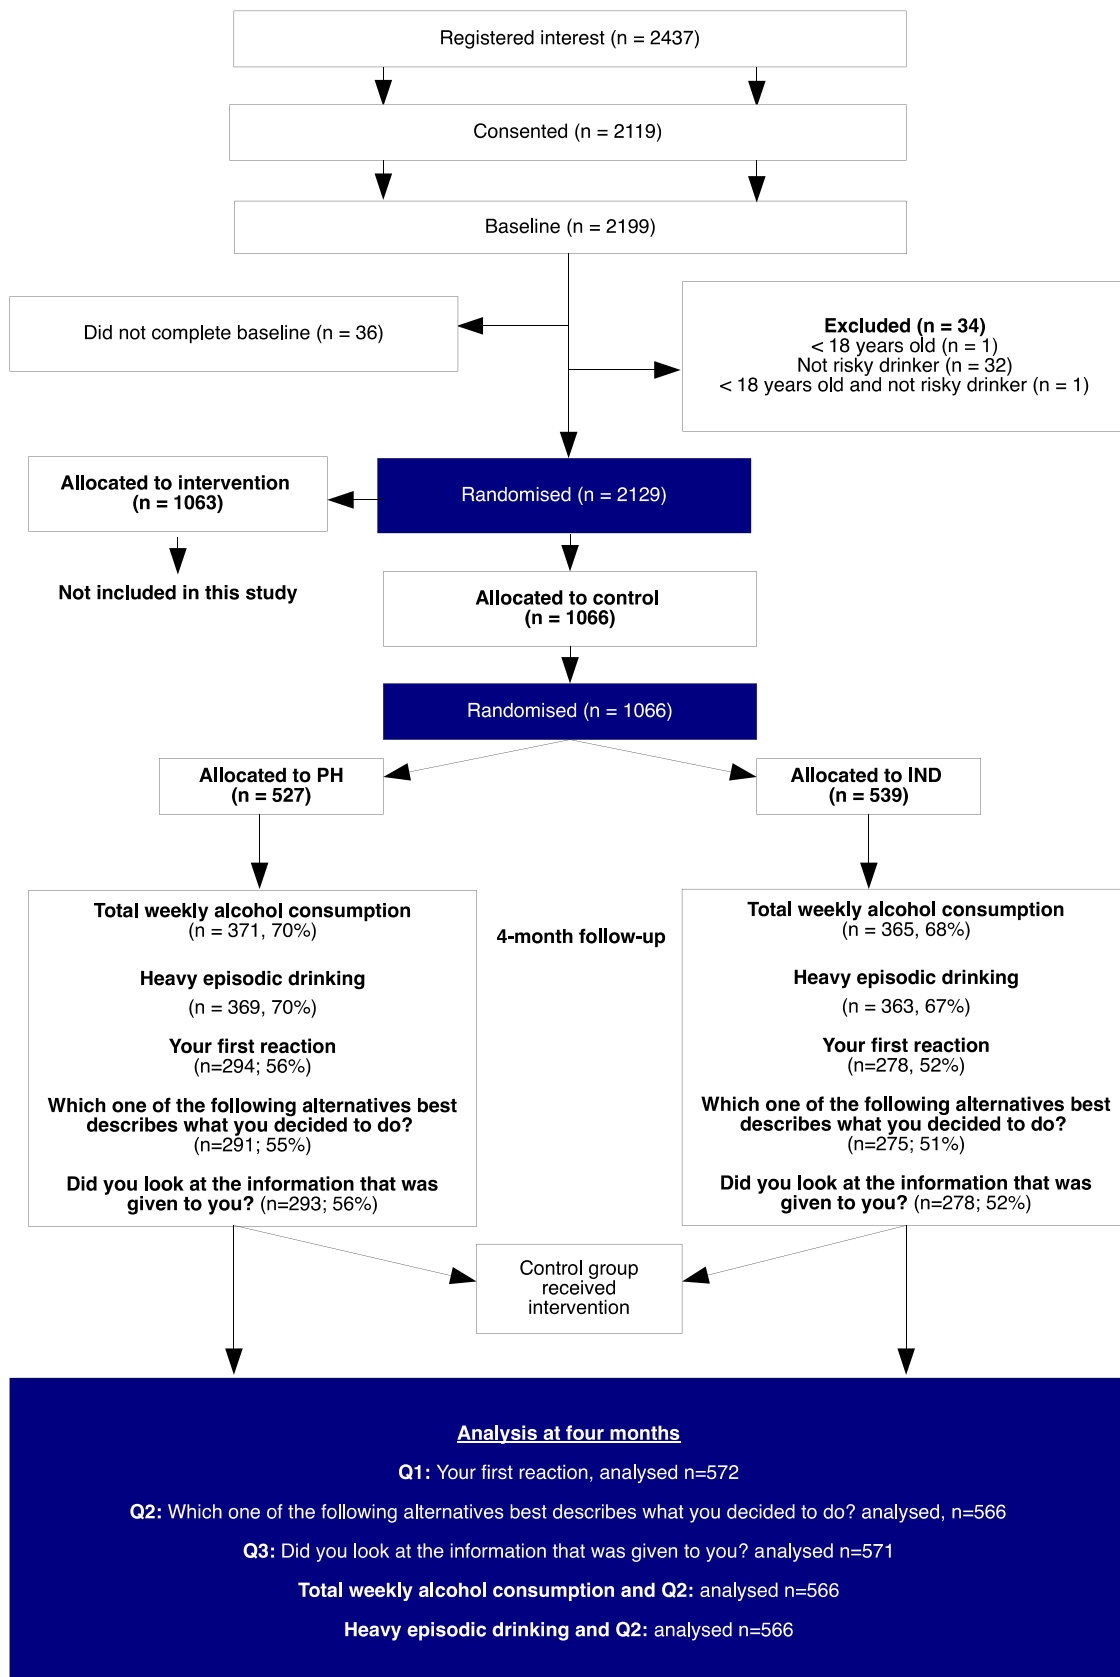 Registered interest (n = 2437)
Consented (n = 2119)
Baseline (n = 2199)
Did not complete baseline (n = 36)
Excluded (n = 34)
< 18 years old (n = 1)
Not risky drinker (n = 32)
< 18 years old and not risky drinker (n = 1)
Allocated to intervention
(n = 1063)
Randomised (n = 2129)
Not included in this study
Allocated to control
(n = 1066)
Randomised (n = 1066)
Allocated to PH
(n = 527)
Allocated to IND
(n = 539)
Total weekly alcohol consumption
(n = 371, 70%)
Heavy episodic drinking
(n = 369, 70%)
Your first reaction
(n=294; 56%)
Which one of the following alternatives best
describes what you decided to do?
(n=291; 55%)
Did you look at the information that was
given to you? (n=293; 56%)
4-month follow-up
Total weekly alcohol consumption
(n = 365, 68%)
Heavy episodic drinking
(n = 363, 67%)
Your first reaction
(n=278, 52%)
Which one of the following alternatives best
describes what you decided to do?
(n=275; 51%)
Did you look at the information that was
given to you? (n=278; 52%)
Control group
received
intervention
Analysis at four months
Q1: Your first reaction, analysed n=572
Q2: Which one of the following alternatives best describes what you decided to do? analysed, n=566
Q3: Did you look at the information that was given to you? analysed n=571
Total weekly alcohol consumption and Q2: analysed n=566
Heavy episodic drinking and Q2: analysed n=566